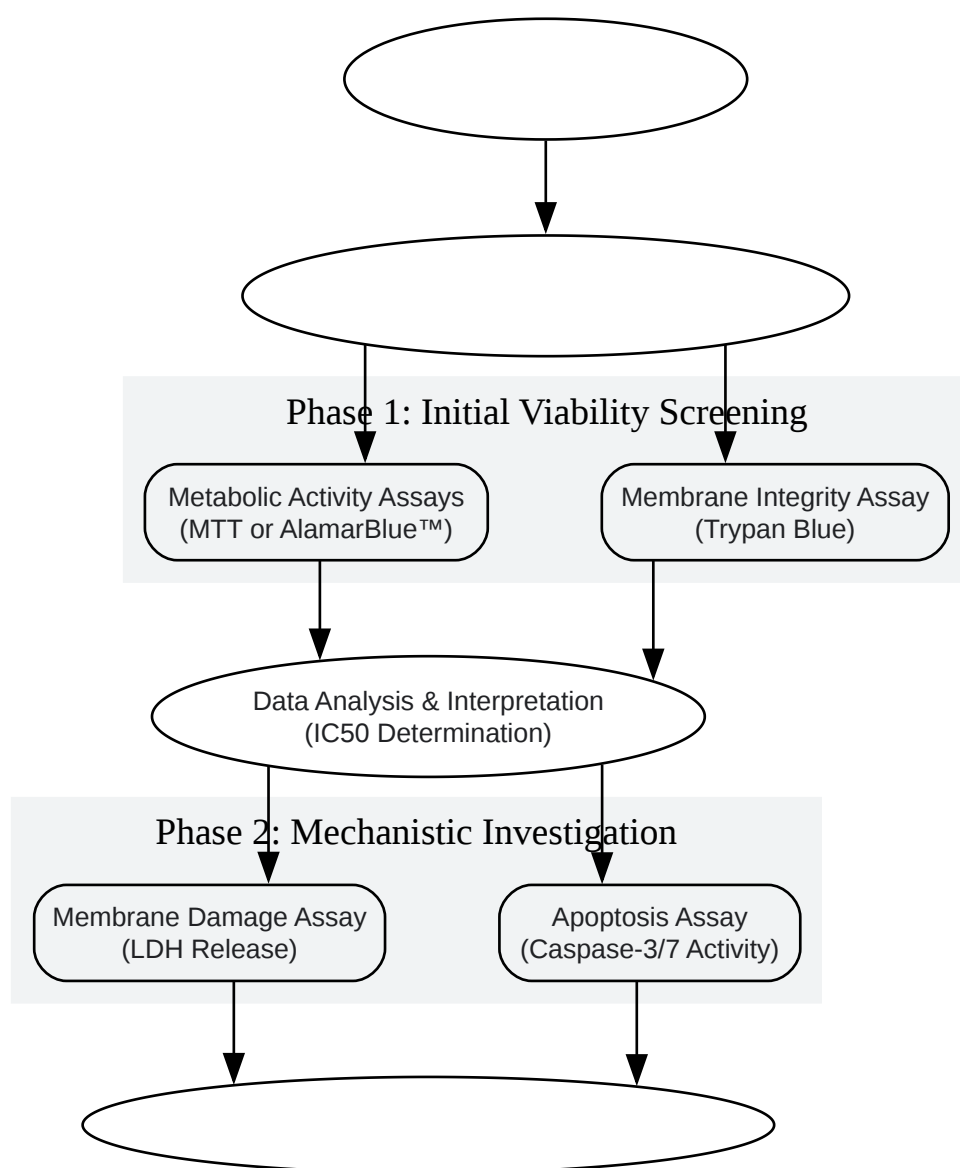 Phase 1: Initial Viability Screening
Metabolic Activity Assays
(MTT or AlamarBlue™)
Membrane Integrity Assay
(Trypan Blue)
Data Analysis & Interpretation
(IC50 Determination)
Phase 2: Mechanistic Investigation
Membrane Damage Assay
(LDH Release)
Apoptosis Assay
(Caspase-3/7 Activity)